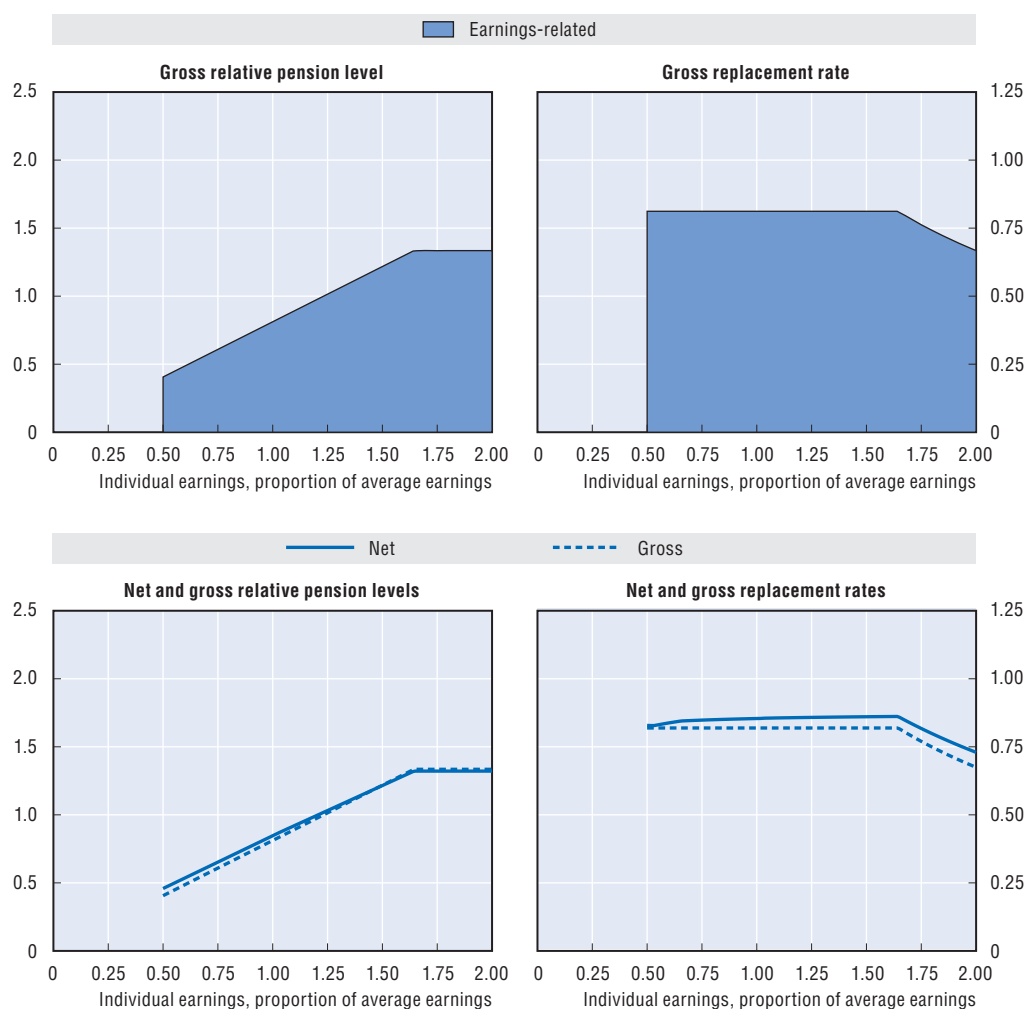 Earnings-related
Gross relative pension level
Gross replacement rate
2.5
2.0
1.5
1.0
0.5
0
0 0.25 0.50 0.75 1.00 1.25 1.50 1.75 2.00
Individual earnings, proportion of average earnings
1.25
1.00
0.75
0.50
0.25
0
0 0.25 0.50 0.75 1.00 1.25 1.50 1.75 2.00
Individual earnings, proportion of average earnings
Net Gross
Net and gross relative pension levels
Net and gross replacement rates
2.5
2.0
1.5
1.0
0.5
0
0 0.25 0.50 0.75 1.00 1.25 1.50 1.75 2.00
Individual earnings, proportion of average earnings
1.25
1.00
0.75
0.50
0.25
0
0 0.25 0.50 0.75 1.00 1.25 1.50 1.75 2.00
Individual earnings, proportion of average earnings